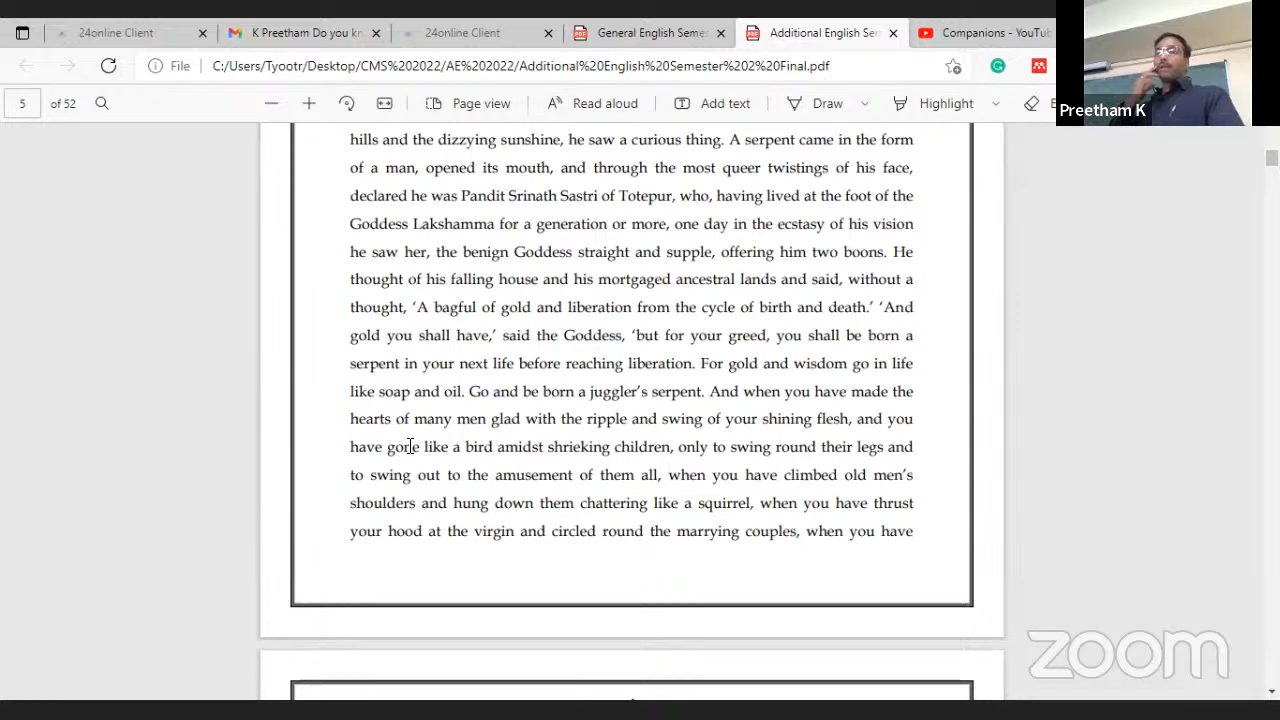 24online Client
K Preetham Do you kn
24online Client
General English Seme
Additional English Sem
Companions - YouTub
File
C:/Users/Tyootr/Desktop/CMS%202022/AE%202022/Additional%20English%20Semester%202%20Final.pdf
5 of 52
Page view
Read aloud
Add text
Draw
Highlight
Preetham K
hills and the dizzying sunshine, he saw a curious thing. A serpent came in the form
of a man, opened its mouth, and through the most queer twistings of his face,
declared he was Pandit Srinath Sastri of Totepur, who, having lived at the foot of the
Goddess Lakshamma for a generation or more, one day in the ecstasy of his vision
he saw her, the benign Goddess straight and supple, offering him two boons. He
thought of his falling house and his mortgaged ancestral lands and said, without a
thought, ‘A bagful of gold and liberation from the cycle of birth and death.’ ‘And
gold you shall have,’ said the Goddess, ‘but for your greed, you shall be born a
serpent in your next life before reaching liberation. For gold and wisdom go in life
like soap and oil. Go and be born a juggler’s serpent. And when you have made the
hearts of many men glad with the ripple and swing of your shining flesh, and you
have gone like a bird amidst shrieking children, only to swing round their legs and
to swing out to the amusement of them all, when you have climbed old men’s
shoulders and hung down them chattering like a squirrel, when you have thrust
your hood at the virgin and circled round the marrying couples, when you have
zoom